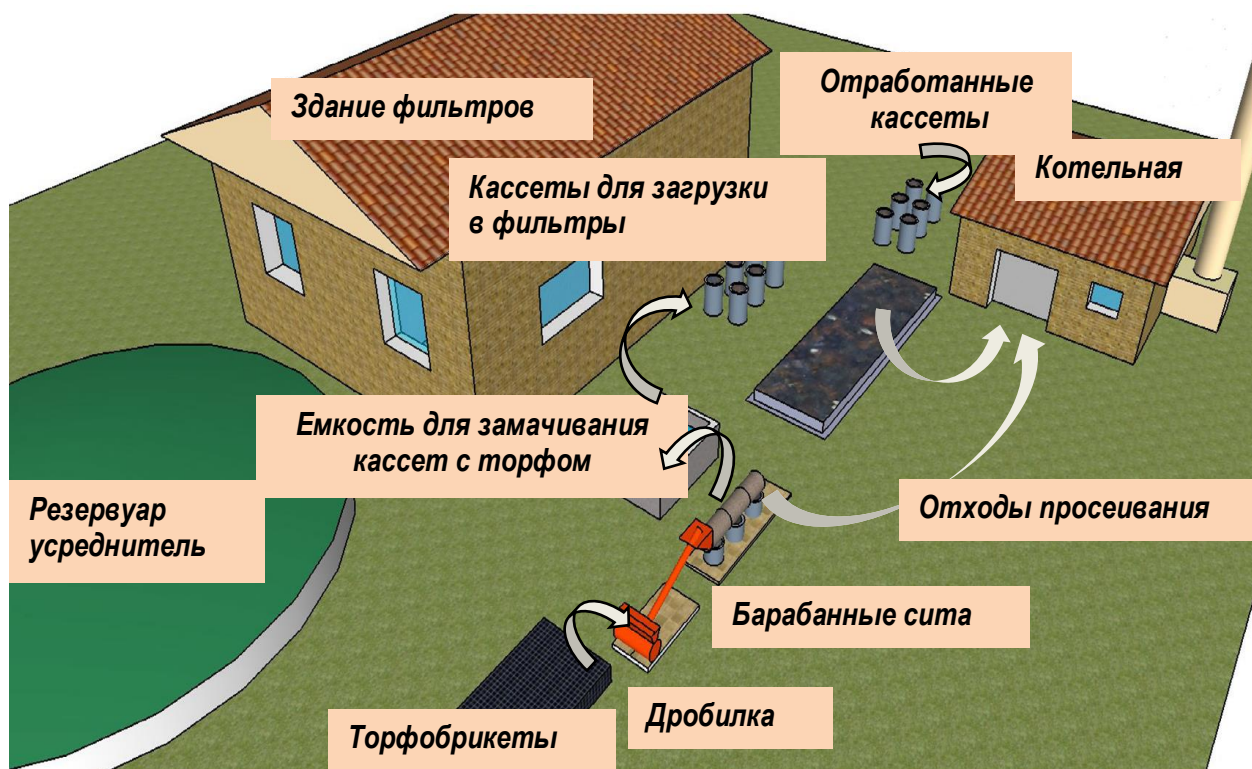 Здание фильтров
Отработанные
кассеты
Котельная
Кассеты для загрузки
в фильтры
Емкость для замачивания
кассет с торфом
Резервуар
усреднитель
Отходы просеивания
Барабанные сита
Дробилка
Торфобрикеты